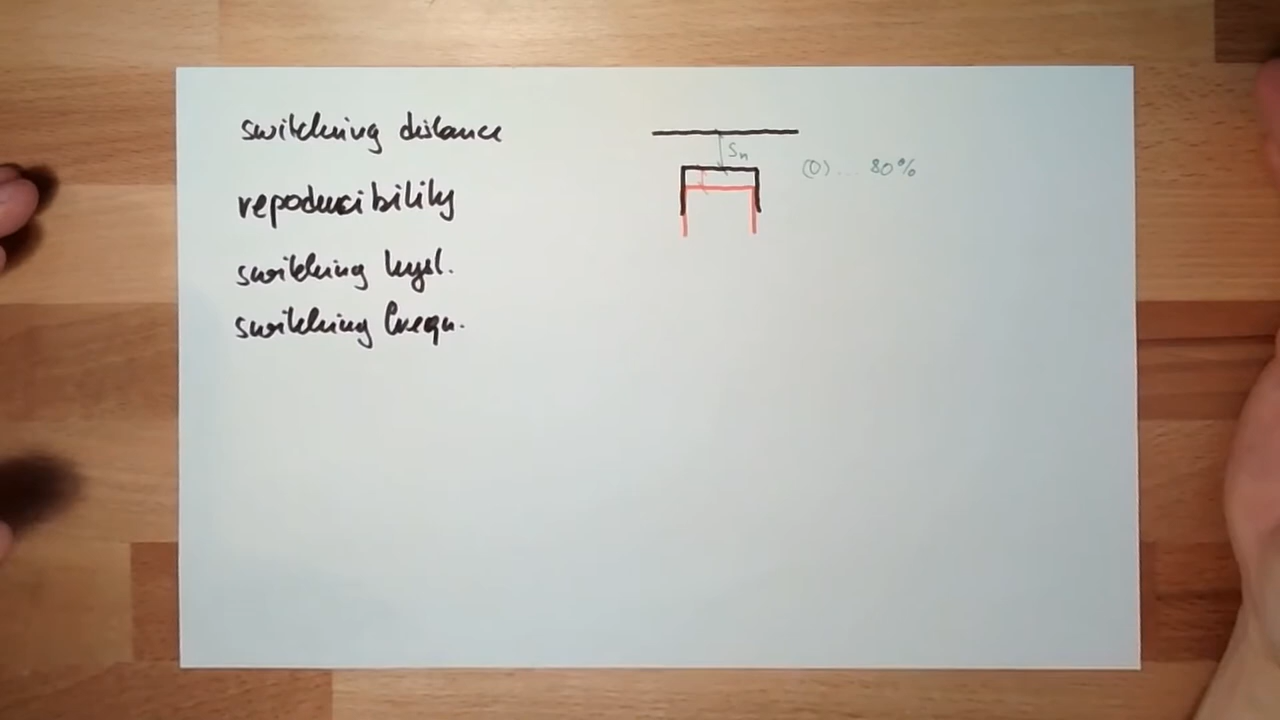 switching distance
repoducibility
switching hyst.
switching frequ.
Sn
(0) ... 80%